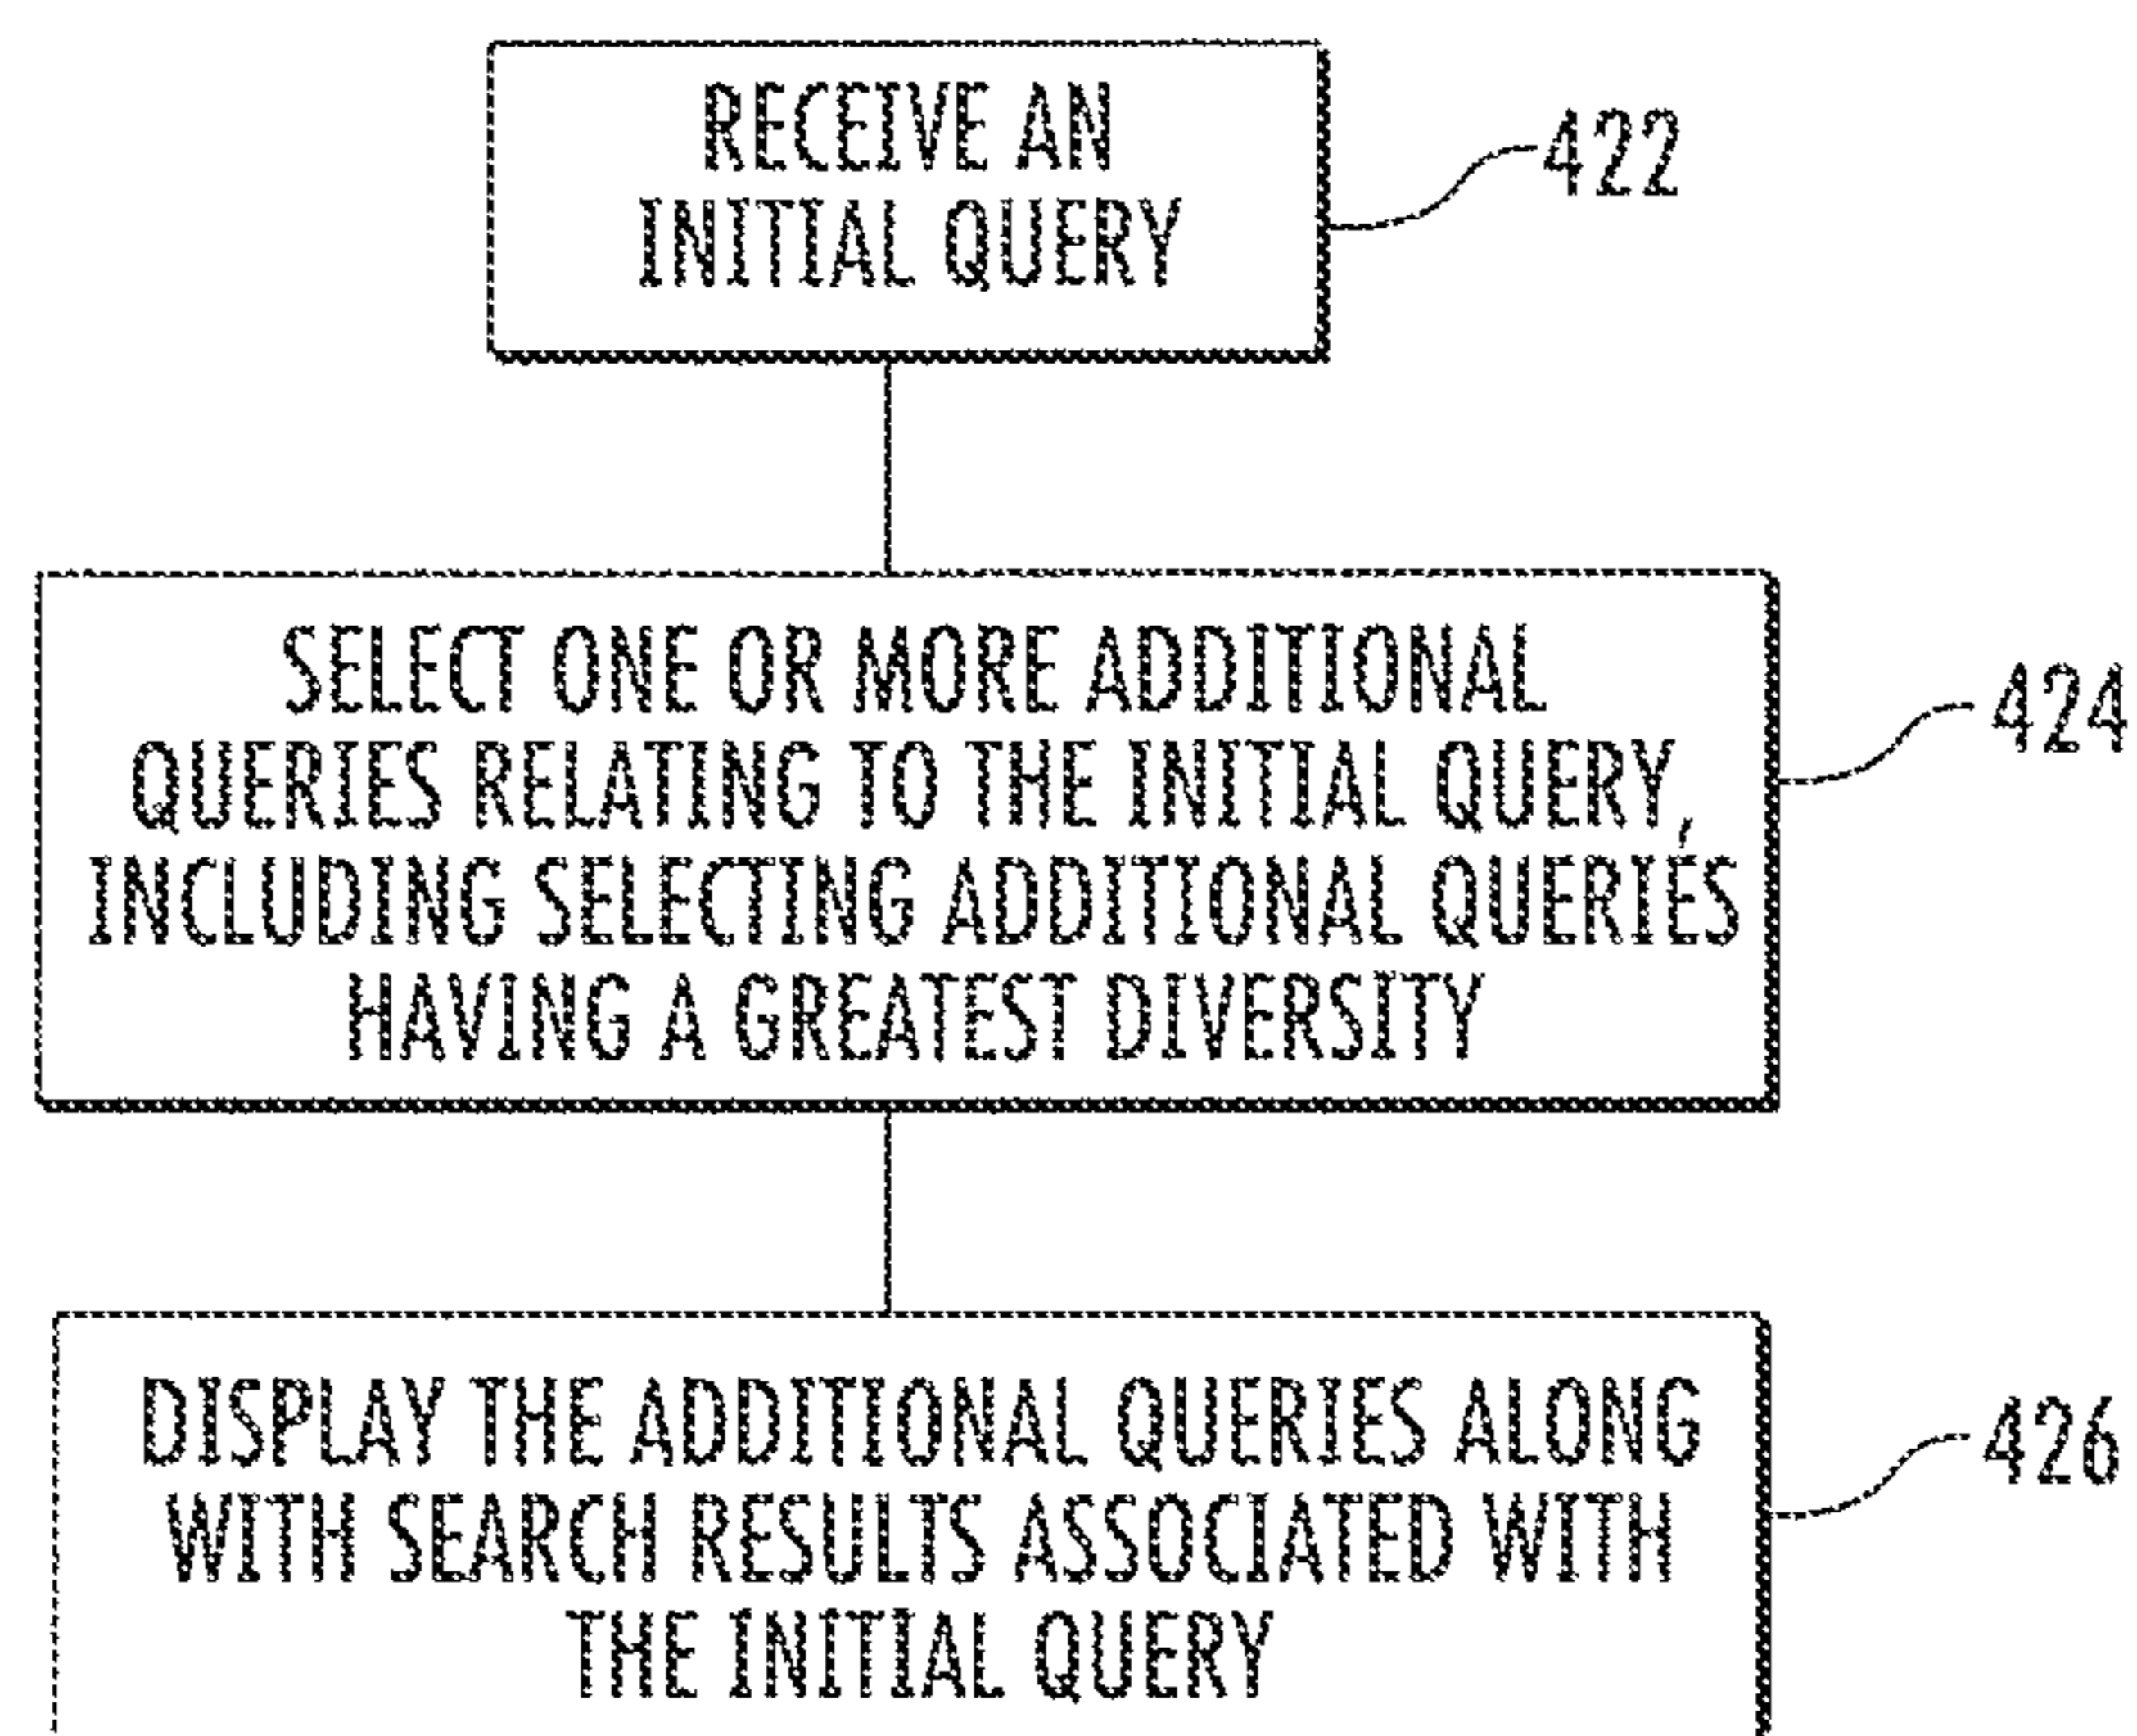 RECEIVE AN
INITIAL QUERY
422
SELECT ONE OR MORE ADDITIONAL
QUERIES RELATING TO THE INITIAL QUERY,
INCLUDING SELECTING ADDITIONAL QUERIES
HAVING A GREATEST DIVERSITY
424
DISPLAY THE ADDITIONAL QUERIES ALONG
WITH SEARCH RESULTS ASSOCIATED WITH
THE INITIAL QUERY
426